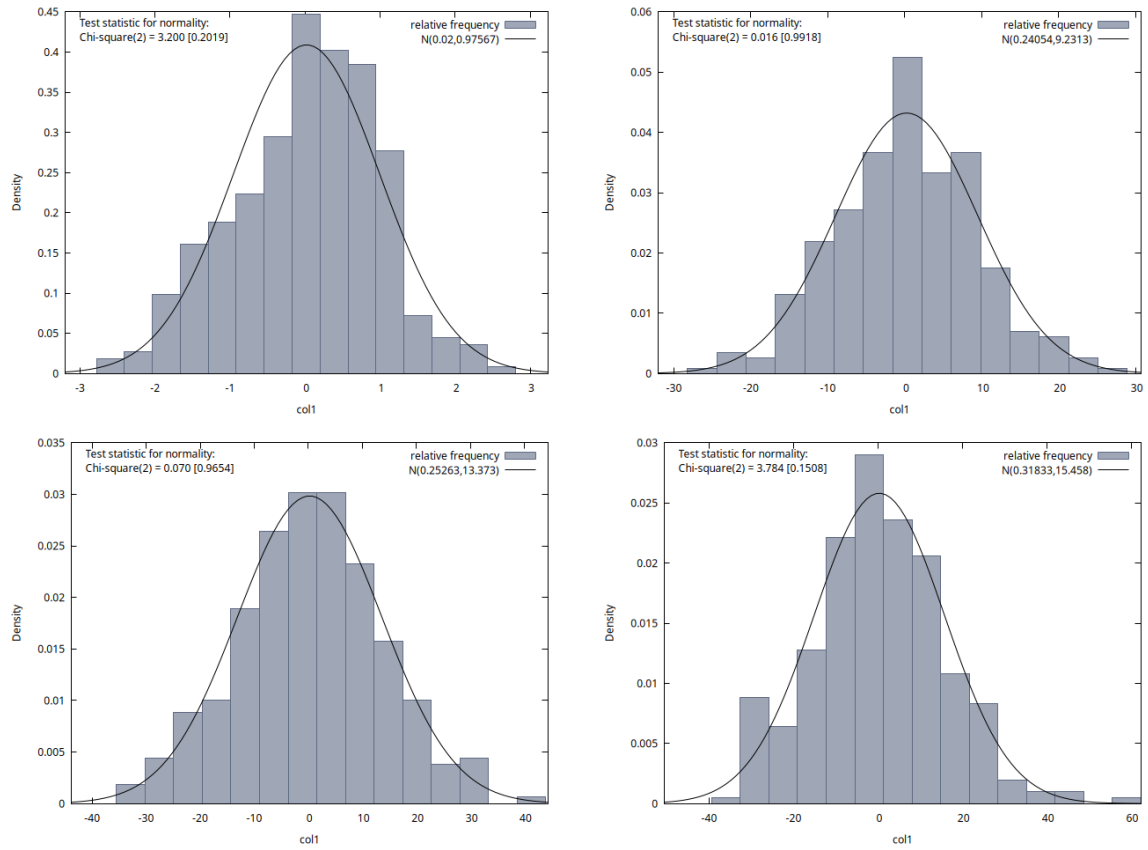 Test statistic for normality:
Chi-square(2) = 3.200 [0.2019]
relative frequency
N(0.02,0.97567)
0.45
0.4
0.45
0.3
0.25
0.2
0.15
0.1
0.05
0
Density
-3
-2
-1
0
1
2
3
col1
Test statistic for normality:
Chi-square(2) = 0.016 [0.9918]
relative frequency
N(0.24054,9.2313)
0.06
0.05
0.04
0.03
0.02
0.01
0
Density
-30
-20
-10
0
10
20
30
col1
Test statistic for normality:
Chi-square(2) = 0.070 [0.9654]
relative frequency
N(0.25263,13.373)
0.035
0.03
0.025
0.02
0.015
0.01
0.005
0
Density
-40
-30
-20
-10
0
10
20
30
40
col1
Test statistic for normality:
Chi-square(2) = 3.784 [0.1508]
relative frequency
N(0.31833,15.458)
0.03
0.025
0.02
0.015
0.01
0.005
0
Density
-40
-20
0
20
40
60
col1